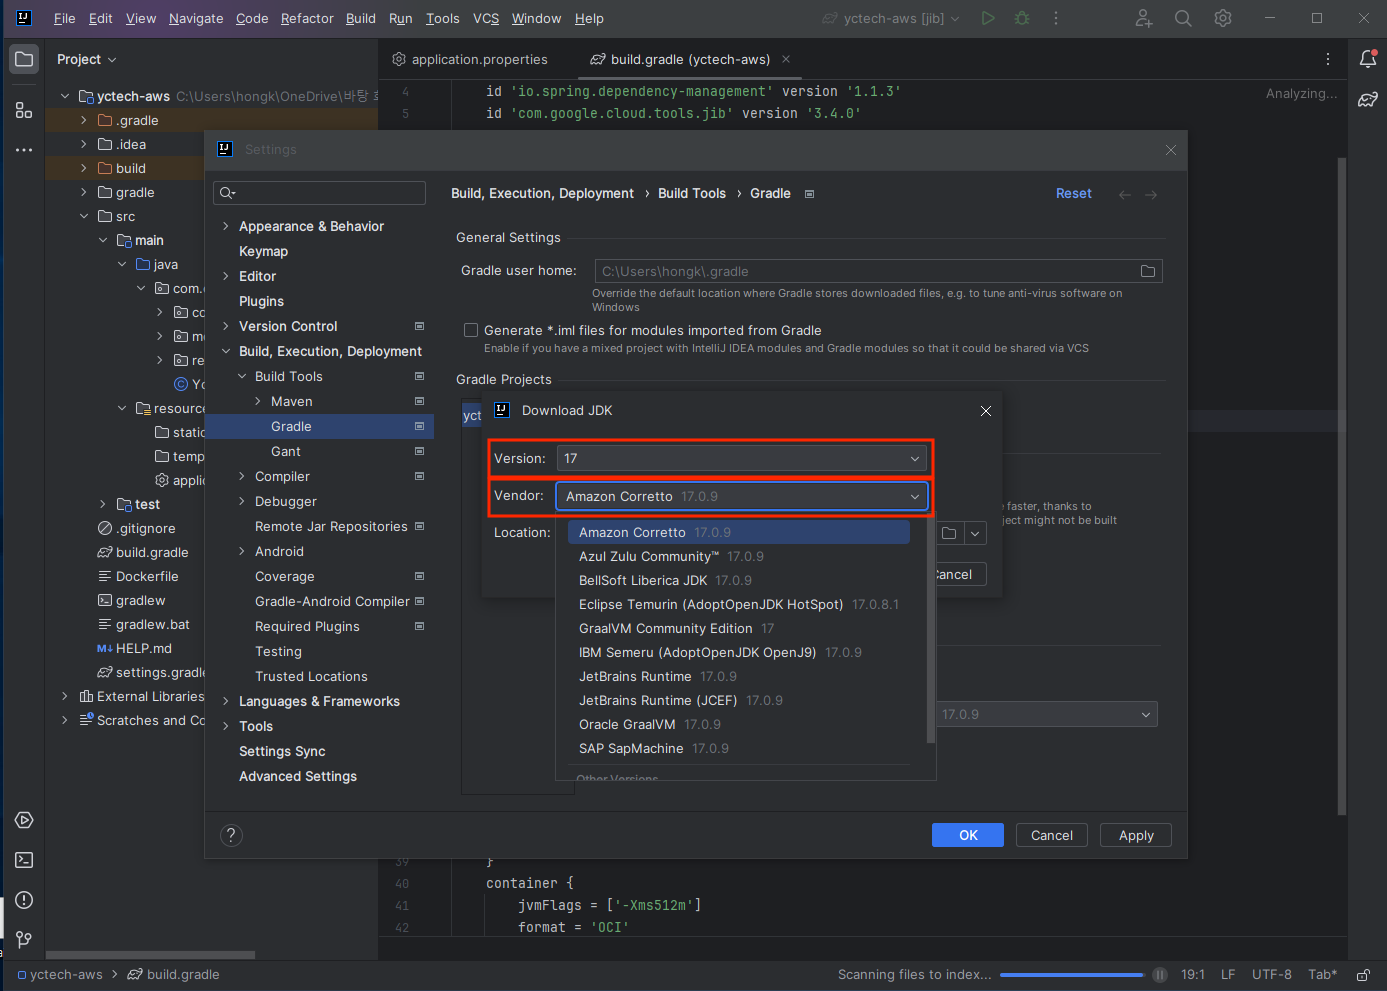 File Edit View Navigate Code Refactor Build Run Tools VCS Window Help yctech-aws [jib]
Project
application.properties build.gradle (yctech-aws)
yctech-aws C:\Users\hongk\OneDrive\바탕
.gradle
.idea
build
gradle
src
main
java
com.
co
re
resource
static
temp
applic
test
.gitignore
build.gradle
Dockerfile
gradlew
gradlew.bat
HELP.md
settings.gradle
External Libraries
Scratches and Co
4 id 'io.spring.dependency-management' version '1.1.3'
5 id 'com.google.cloud.tools.jib' version '3.4.0'
Analyzing...
Settings
Appearance & Behavior
Keymap
Editor
Plugins
Version Control
Build, Execution, Deployment
Build Tools
Maven
Gradle
Gant
Compiler
Debugger
Remote Jar Repositories
Android
Coverage
Gradle-Android Compiler
Required Plugins
Testing
Trusted Locations
Languages & Frameworks
Tools
Settings Sync
Advanced Settings
Build, Execution, Deployment › Build Tools › Gradle
Reset
General Settings
Gradle user home: C:\Users\hongk\.gradle
Override the default location where Gradle stores downloaded files, e.g. to tune anti-virus software on
Windows
Generate *.iml files for modules imported from Gradle
Enable if you have a mixed project with IntelliJ IDEA modules and Gradle modules so that it could be shared via VCS
Gradle Projects
yct
Download JDK
Version: 17
Vendor: Amazon Corretto 17.0.9
Location:
Amazon Corretto 17.0.9
Azul Zulu Community™ 17.0.9
BellSoft Liberica JDK 17.0.9
Eclipse Temurin (AdoptOpenJDK HotSpot) 17.0.8.1
GraalVM Community Edition 17
IBM Semeru (AdoptOpenJDK OpenJ9) 17.0.9
JetBrains Runtime 17.0.9
JetBrains Runtime (JCEF) 17.0.9
Oracle GraalVM 17.0.9
SAP SapMachine 17.0.9
Other Versions
Cancel
faster, thanks to
ject might not be built
17.0.9
? OK Cancel Apply
39 }
40 container {
41 jvmFlags = ['-Xms512m']
42 format = 'OCI'
yctech-aws > build.gradle
Scanning files to index... 19:1 LF UTF-8 Tab*